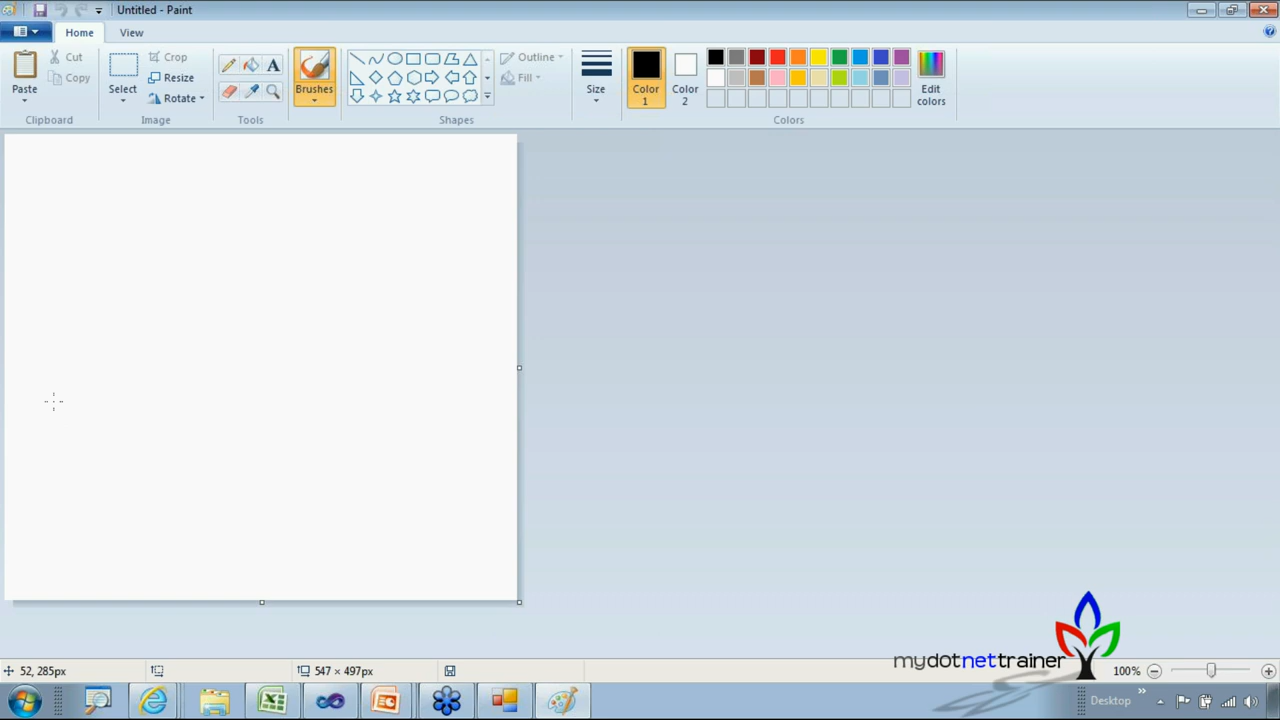 Untitled - Paint
Home View
Paste
Cut
Copy
Clipboard
Select
Crop
Resize
Rotate
Image
A
Tools
Brushes
Outline
Fill
Shapes
Size
Color 1
Color 2
Edit colors
Colors
mydotnettrainer
52, 285px
547 × 497px
100%
Desktop